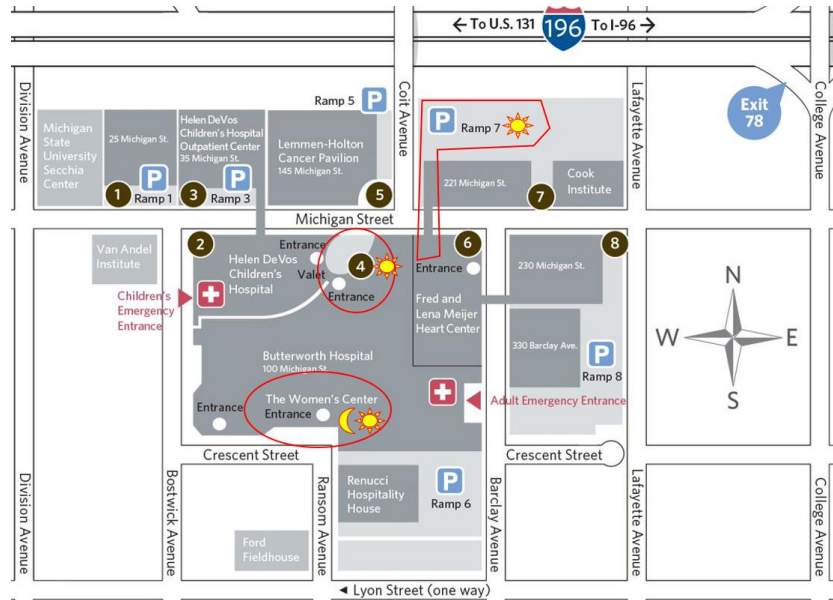 To U.S. 131
196
To I-96
Division Avenue
Coit Avenue
Lafayette Avenue
College Avenue
Exit
78
Ramp 5
P
Michigan
State
University
Secchia
Center
25 Michigan St.
Helen DeVos
Children's Hospital
Outpatient Center
35 Michigan St.
Lemmen-Holton
Cancer Pavilion
145 Michigan St.
P
Ramp 7
221 Michigan St.
Cook
Institute
1
P
Ramp 1
3
P
Ramp 3
5
7
Michigan Street
Van Andel
Institute
2
Helen DeVos
Children's
Hospital
Entrance
Valet
4
Entrance
6
Entrance
Fred and
Lena Meijer
Heart Center
8
230 Michigan St.
Children's
Emergency
Entrance
330 Barclay Ave.
P
Ramp 8
N
W
E
S
Butterworth Hospital
100 Michigan St.
The Women's Center
Entrance
Entrance
Adult Emergency Entrance
Crescent Street
Crescent Street
Division Avenue
Bostwick Avenue
Ransom Avenue
Renucci
Hospitality
House
P
Ramp 6
Barclay Avenue
Lafayette Avenue
College Avenue
Ford
Fieldhouse
Lyon Street (one way)